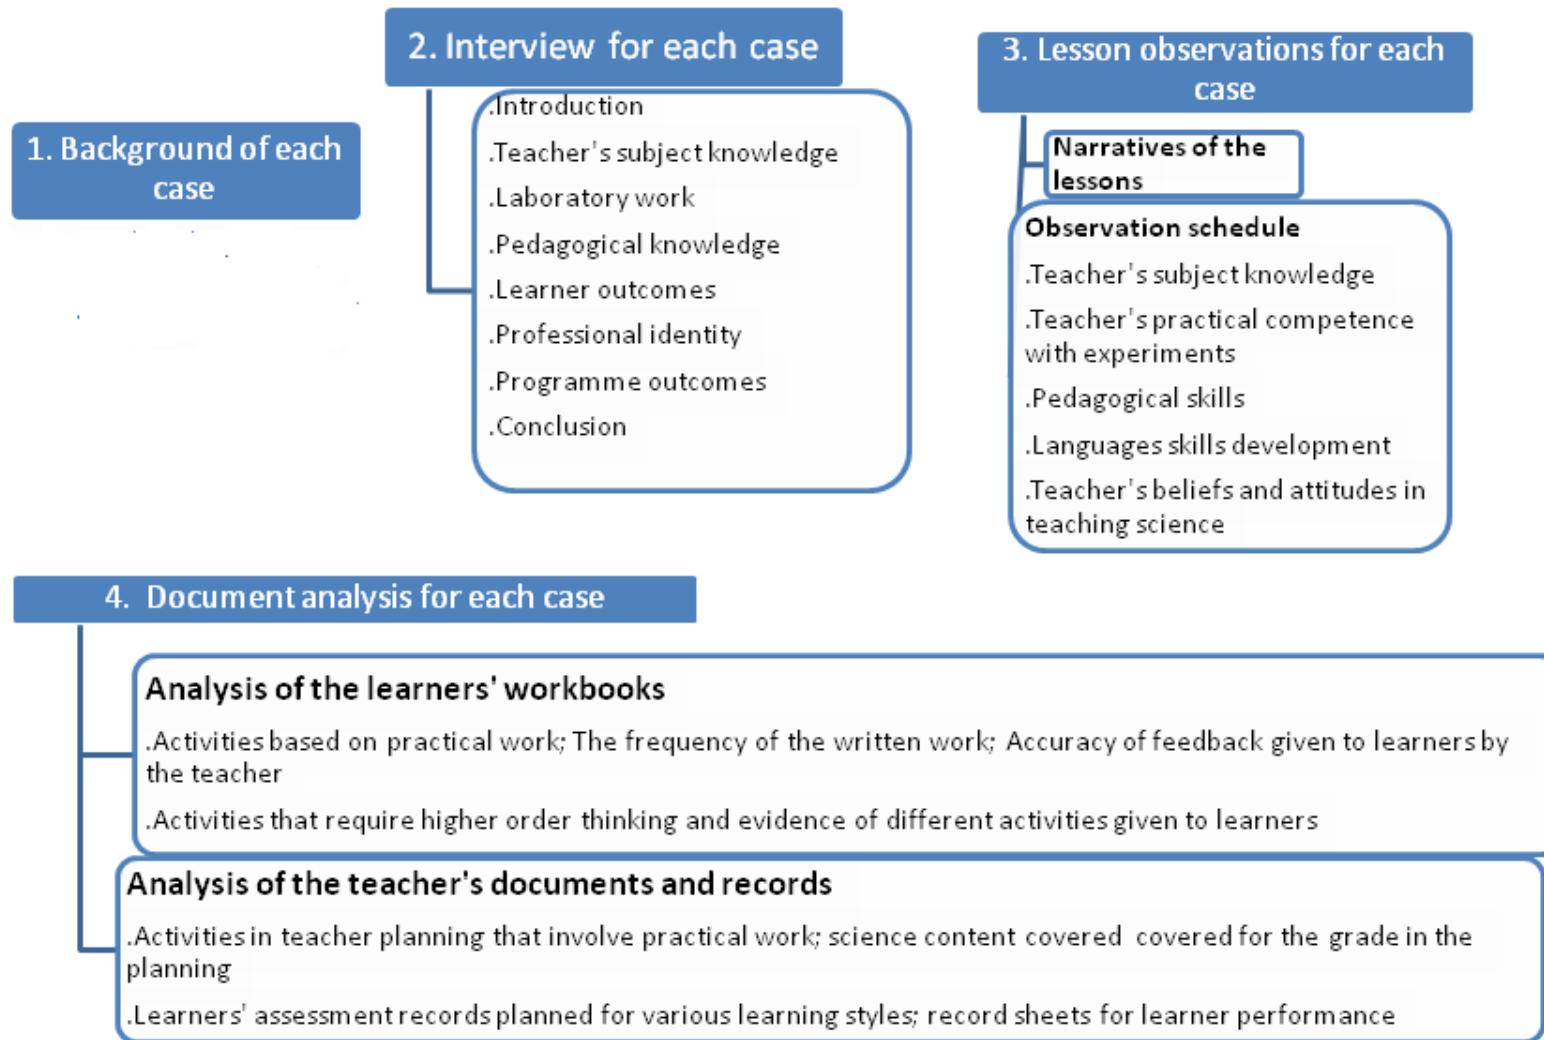 1. Background of each
case
2. Interview for each case
.Introduction
.Teacher's subject knowledge
.Laboratory work
.Pedagogical knowledge
.Learner outcomes
.Professional identity
.Programme outcomes
.Conclusion
3. Lesson observations for each
case
Narratives of the
lessons
Observation schedule
.Teacher's subject knowledge
.Teacher's practical competence
with experiments
.Pedagogical skills
.Languages skills development
.Teacher's beliefs and attitudes in
teaching science
4. Document analysis for each case
Analysis of the learners' workbooks
.Activities based on practical work; The frequency of the written work; Accuracy of feedback given to learners by
the teacher
.Activities that require higher order thinking and evidence of different activities given to learners
Analysis of the teacher's documents and records
.Activities in teacher planning that involve practical work; science content covered covered for the grade in the
planning
.Learners' assessment records planned for various learning styles; record sheets for learner performance